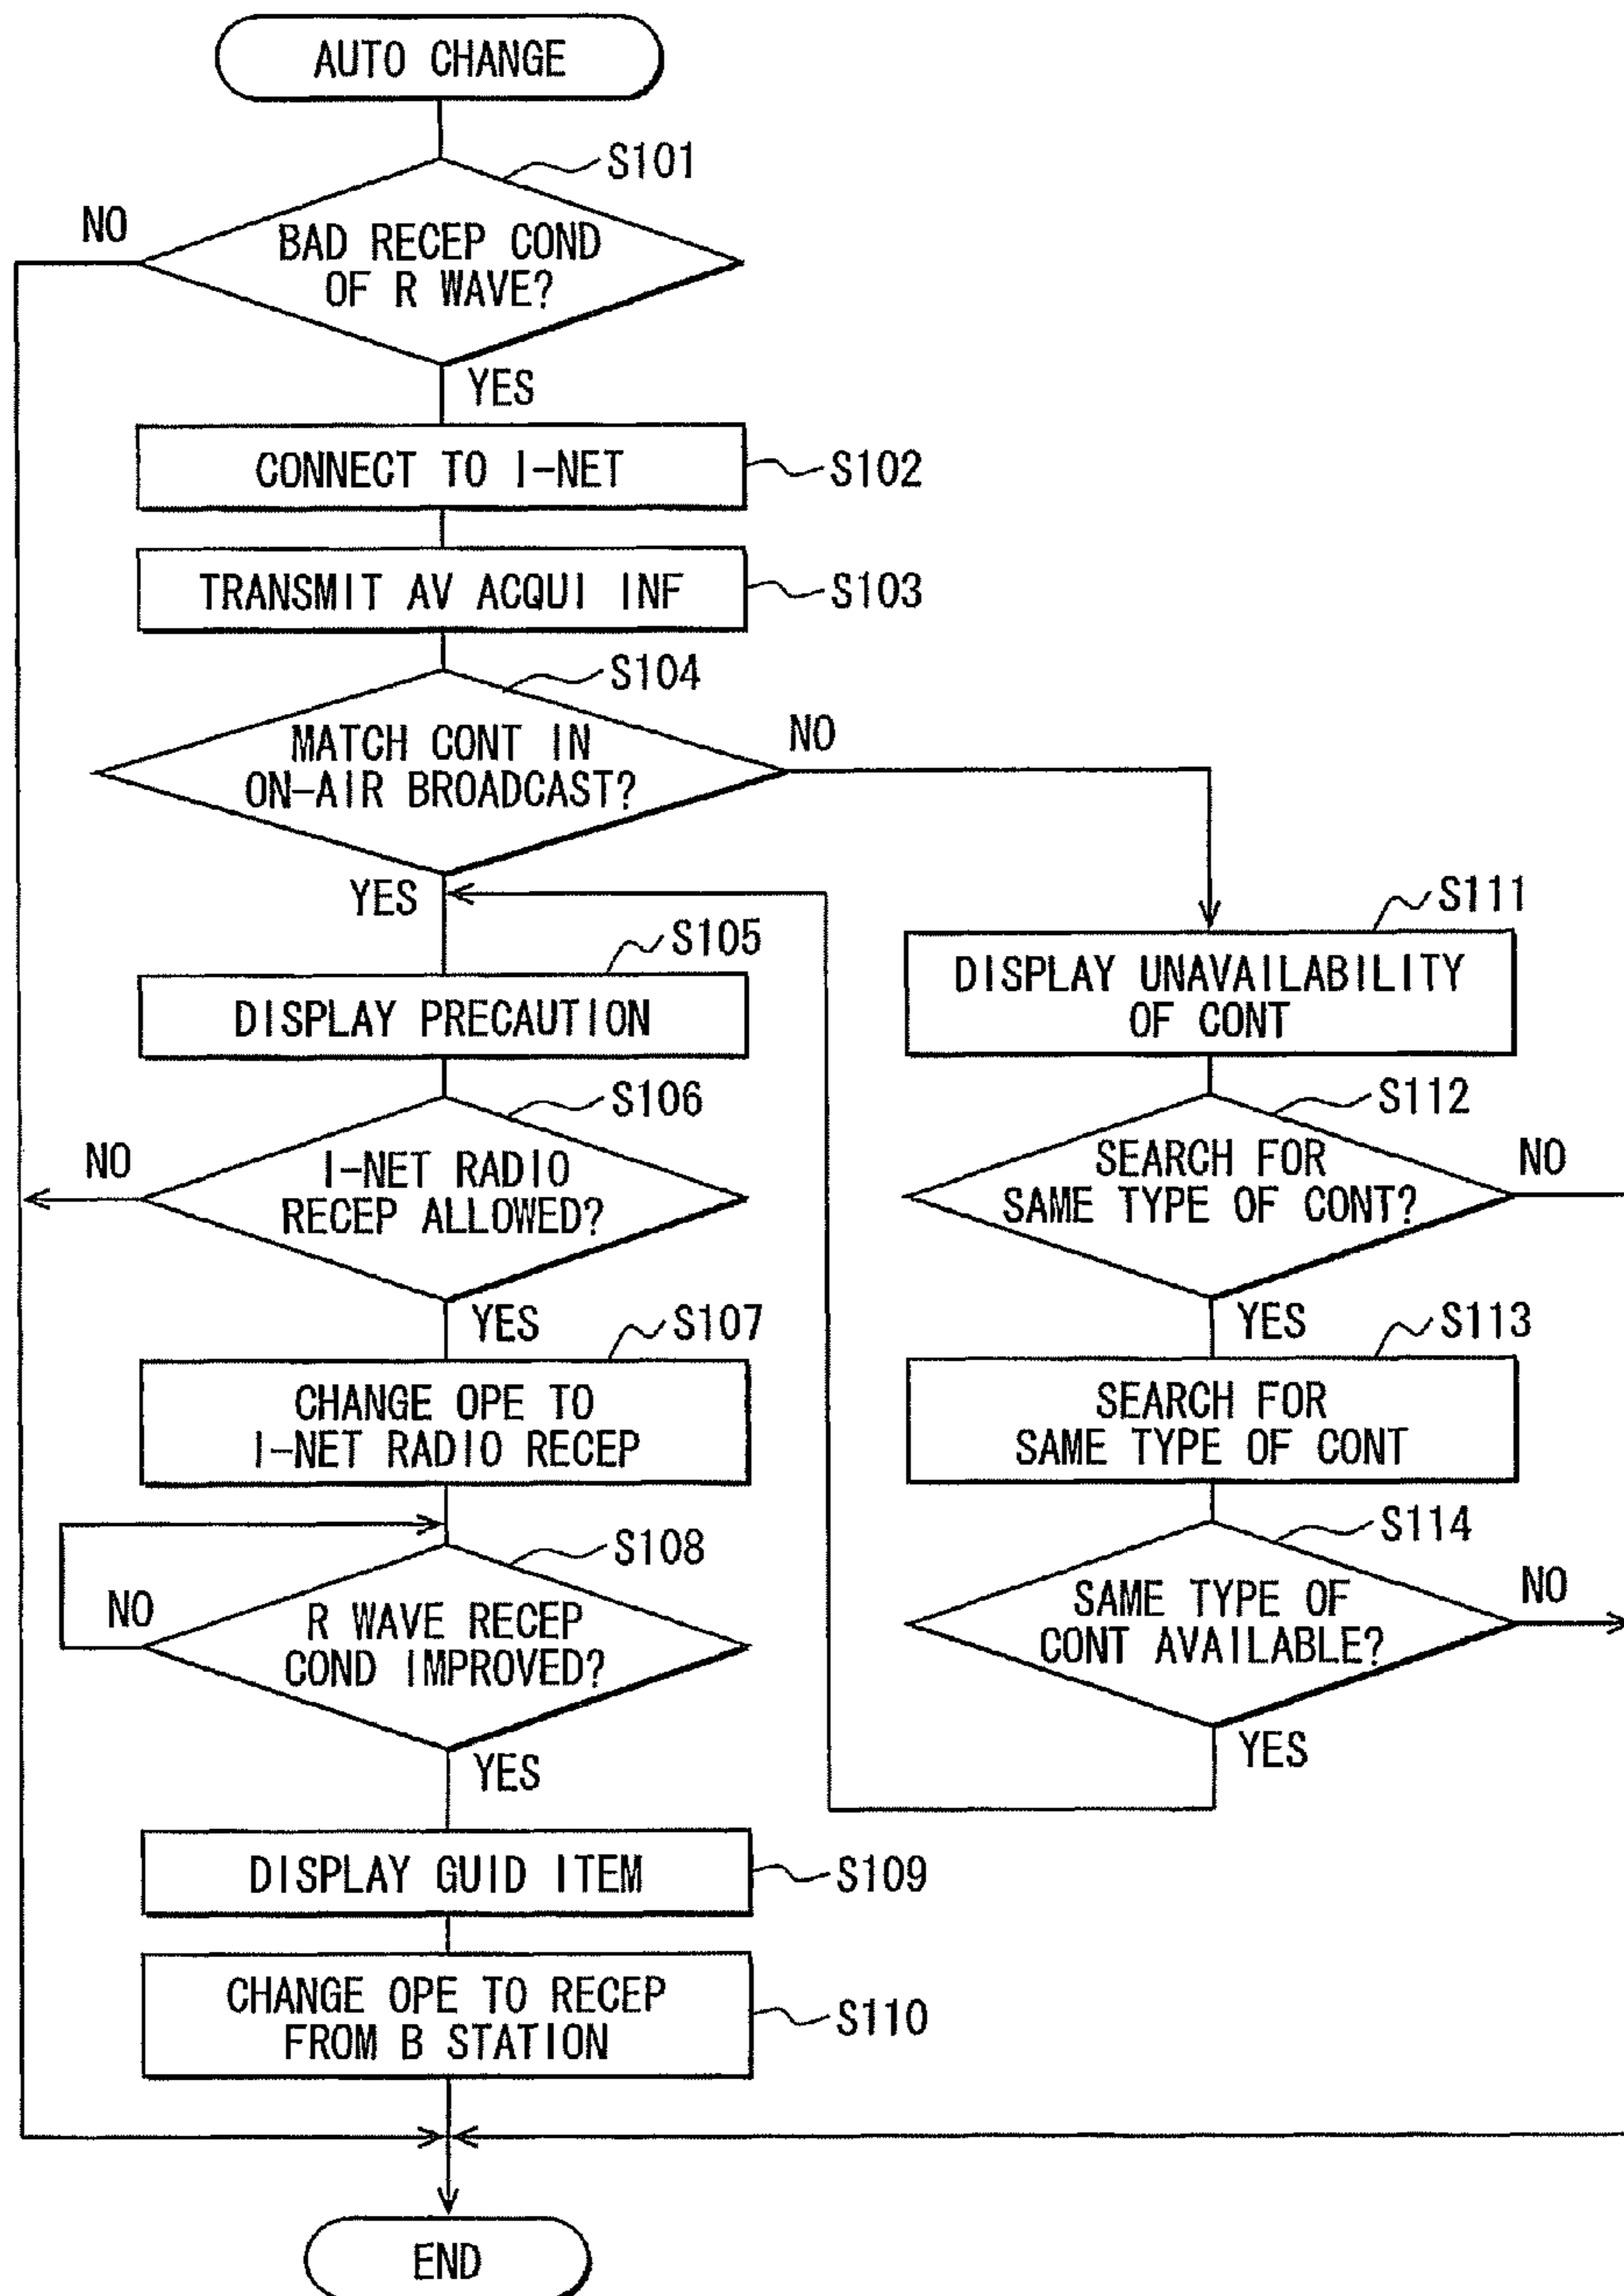 AUTO CHANGE
S101
NO
BAD RECEP COND
OF R WAVE?
YES
CONNECT TO I-NET
S102
TRANSMIT AV ACQUI INF
S103
S104
MATCH CONT IN
ON-AIR BROADCAST?
NO
YES
S105
DISPLAY PRECAUTION
S106
NO
I-NET RADIO
RECEP ALLOWED?
YES
S107
CHANGE OPE TO
I-NET RADIO RECEP
S108
NO
R WAVE RECEP
COND IMPROVED?
YES
DISPLAY GUID ITEM
S109
CHANGE OPE TO RECEP
FROM B STATION
S110
S111
DISPLAY UNAVAILABILITY
OF CONT
S112
SEARCH FOR
SAME TYPE OF CONT?
NO
YES
S113
SEARCH FOR
SAME TYPE OF CONT
S114
SAME TYPE OF
CONT AVAILABLE?
NO
YES
END